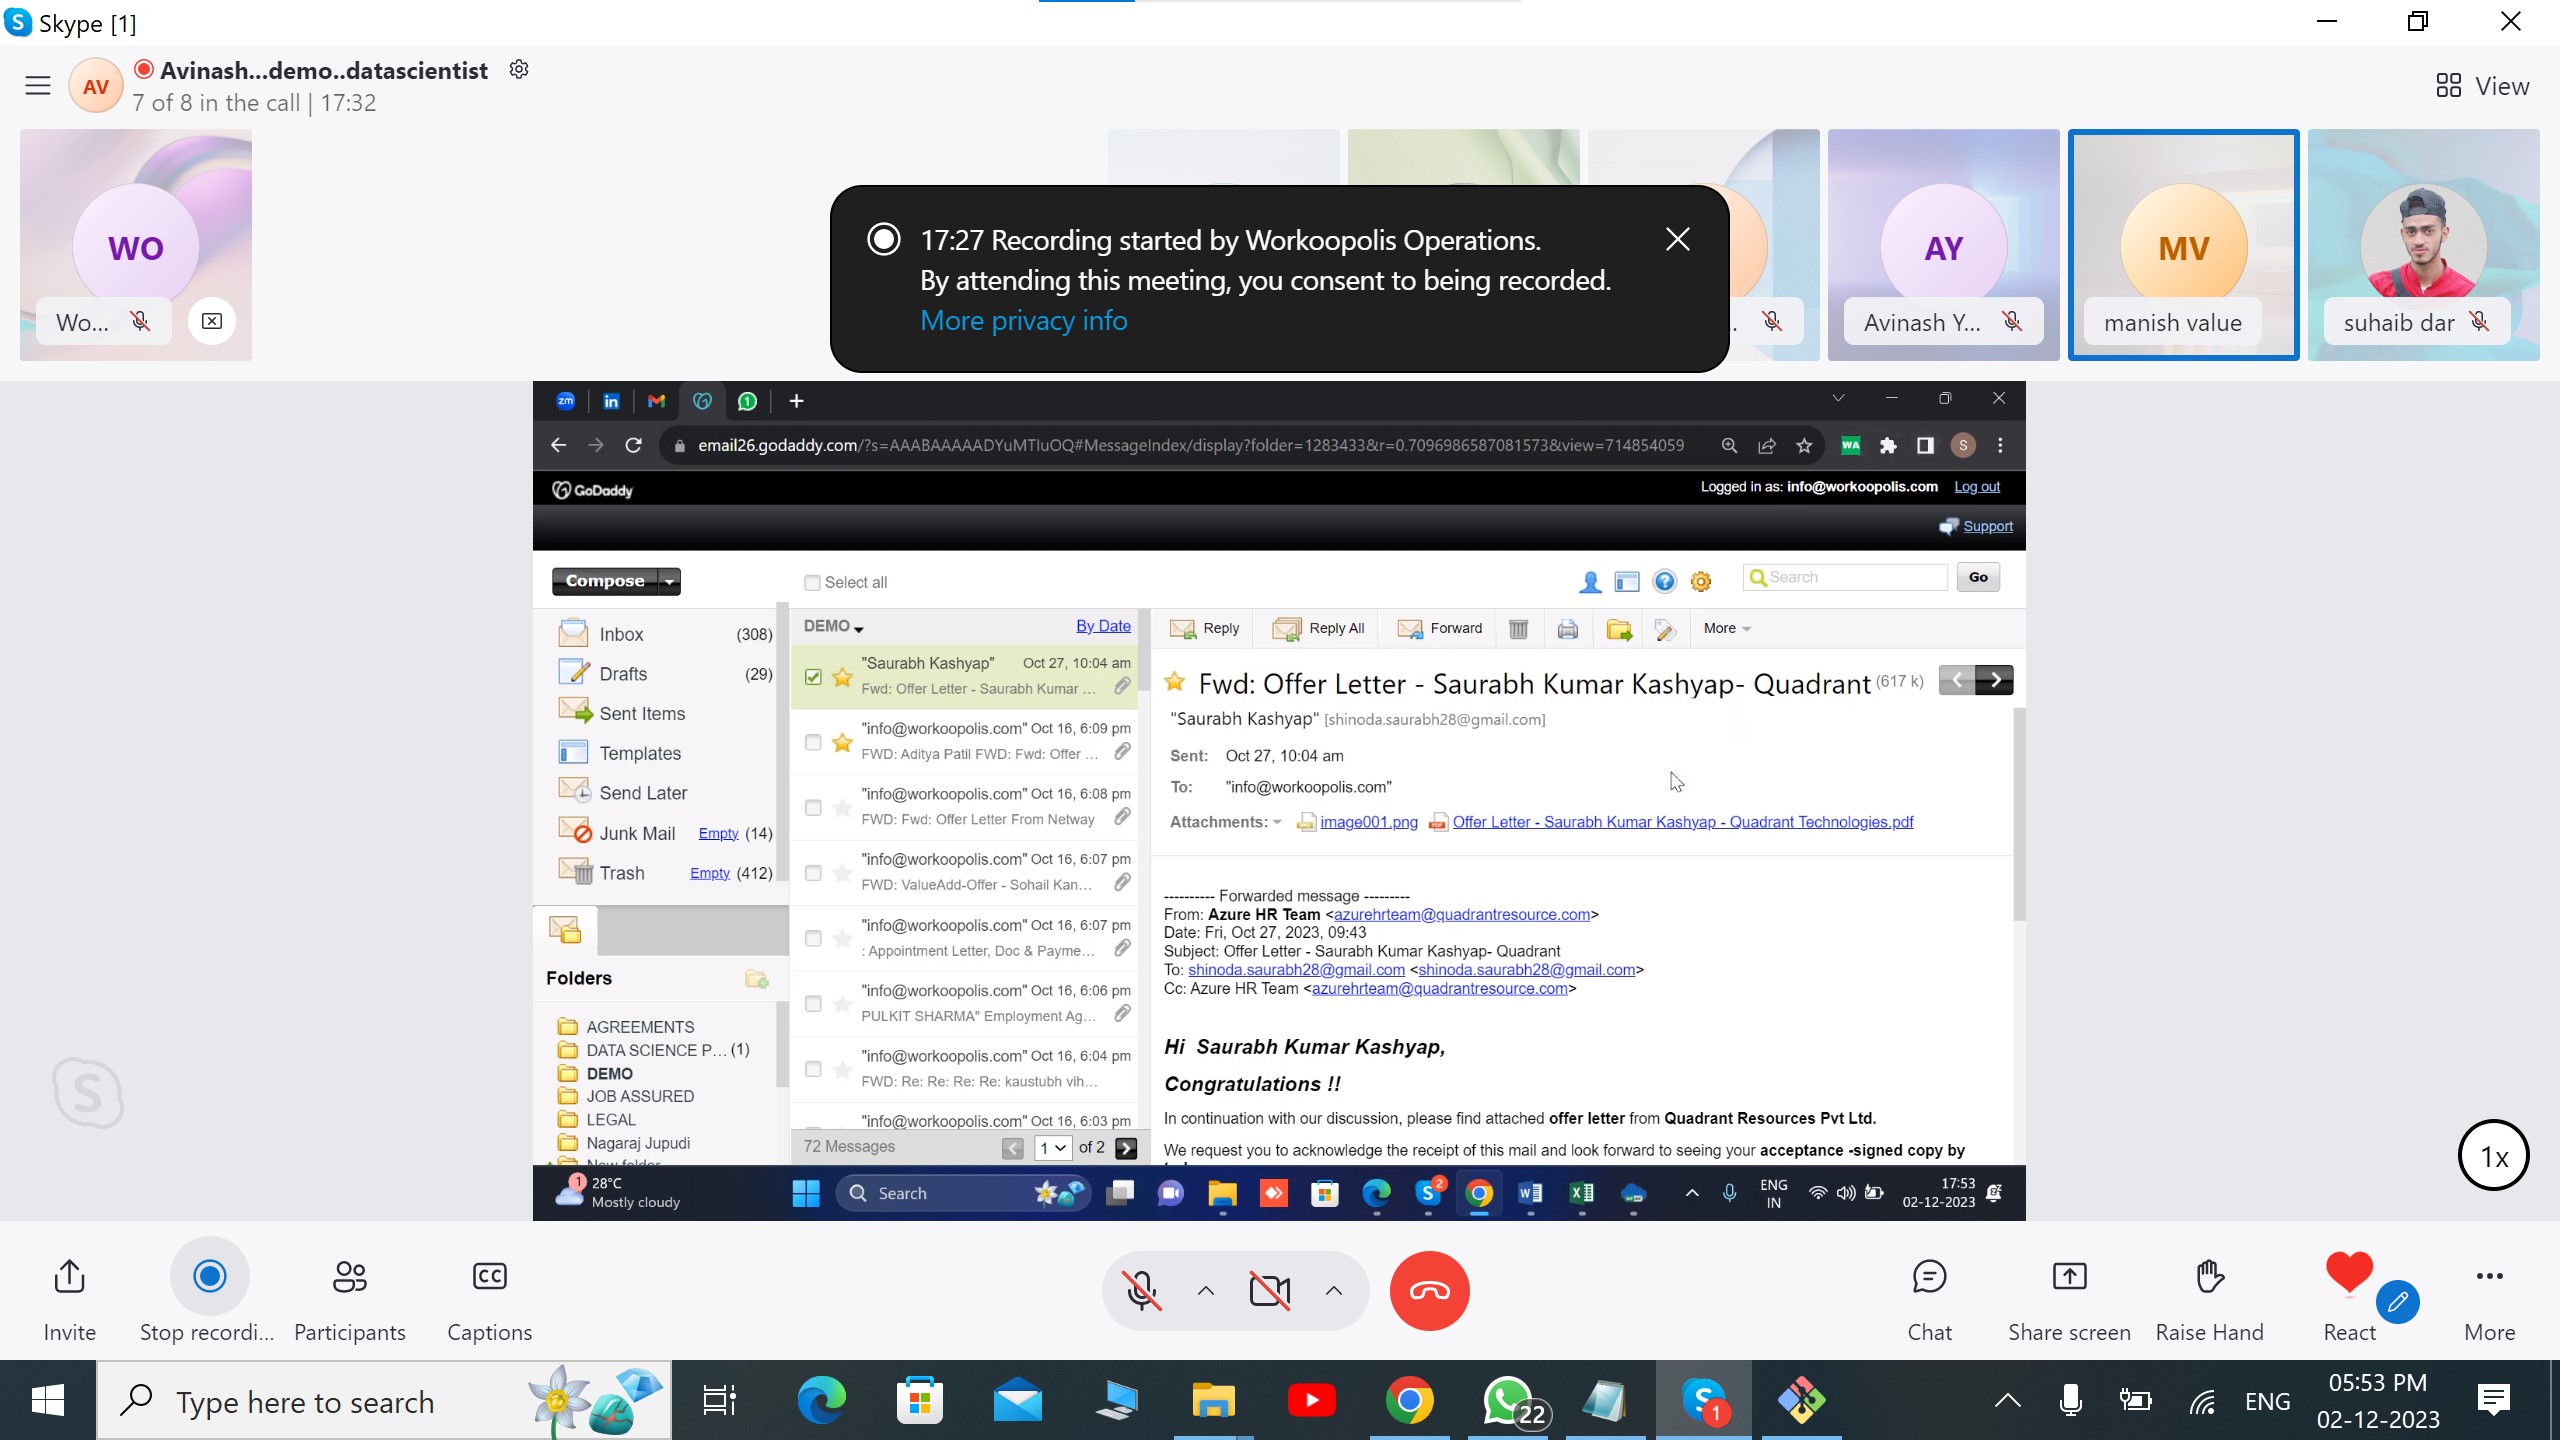 Skype [1]
AV
Avinash...demo..datascientist
7 of 8 in the call | 17:32
View
WO
Wo...
17:27 Recording started by Workoopolis Operations.
By attending this meeting, you consent to being recorded.
More privacy info
AY
Avinash Y...
MV
manish value
suhaib dar
email26.godaddy.com/?s=AAABAAAAADYuMTIuOQ#MessageIndex/display?folder=1283433&r=0.7096986587081573&view=714854059
GoDaddy
Logged in as: info@workoopolis.com Log out
Support
Compose
Select all
Search
Go
Inbox (308)
Drafts (29)
Sent Items
Templates
Send Later
Junk Mail Empty (14)
Trash Empty (412)
Folders
AGREEMENTS
DATA SCIENCE P... (1)
DEMO
JOB ASSURED
LEGAL
Nagaraj Jupudi
New folder
DEMO By Date
"Saurabh Kashyap" Oct 27, 10:04 am
Fwd: Offer Letter - Saurabh Kumar ...
"info@workoopolis.com" Oct 16, 6:09 pm
FWD: Aditya Patil FWD: Fwd: Offer ...
"info@workoopolis.com" Oct 16, 6:08 pm
FWD: Fwd: Offer Letter From Netway
"info@workoopolis.com" Oct 16, 6:07 pm
FWD: ValueAdd-Offer - Sohail Kan...
"info@workoopolis.com" Oct 16, 6:07 pm
: Appointment Letter, Doc & Payme...
"info@workoopolis.com" Oct 16, 6:06 pm
PULKIT SHARMA" Employment Ag...
"info@workoopolis.com" Oct 16, 6:04 pm
FWD: Re: Re: Re: Re: kaustubh vih...
"info@workoopolis.com" Oct 16, 6:03 pm
72 Messages 1 of 2
Reply Reply All Forward More
Fwd: Offer Letter - Saurabh Kumar Kashyap- Quadrant (617 k)
"Saurabh Kashyap" [shinoda.saurabh28@gmail.com]
Sent: Oct 27, 10:04 am
To: "info@workoopolis.com"
Attachments: image001.png Offer Letter - Saurabh Kumar Kashyap - Quadrant Technologies.pdf
---------- Forwarded message ---------
From: Azure HR Team <azurehrteam@quadrantresource.com>
Date: Fri, Oct 27, 2023, 09:43
Subject: Offer Letter - Saurabh Kumar Kashyap- Quadrant
To: shinoda.saurabh28@gmail.com <shinoda.saurabh28@gmail.com>
Cc: Azure HR Team <azurehrteam@quadrantresource.com>
Hi Saurabh Kumar Kashyap,
Congratulations !!
In continuation with our discussion, please find attached offer letter from Quadrant Resources Pvt Ltd.
We request you to acknowledge the receipt of this mail and look forward to seeing your acceptance -signed copy by
1x
1
28°C
Mostly cloudy
Search
2
ENG
IN
17:53
02-12-2023
Invite
Stop recordi...
Participants
CC
Captions
Chat
Share screen
Raise Hand
React
More
Type here to search
22
1
ENG
05:53 PM
02-12-2023